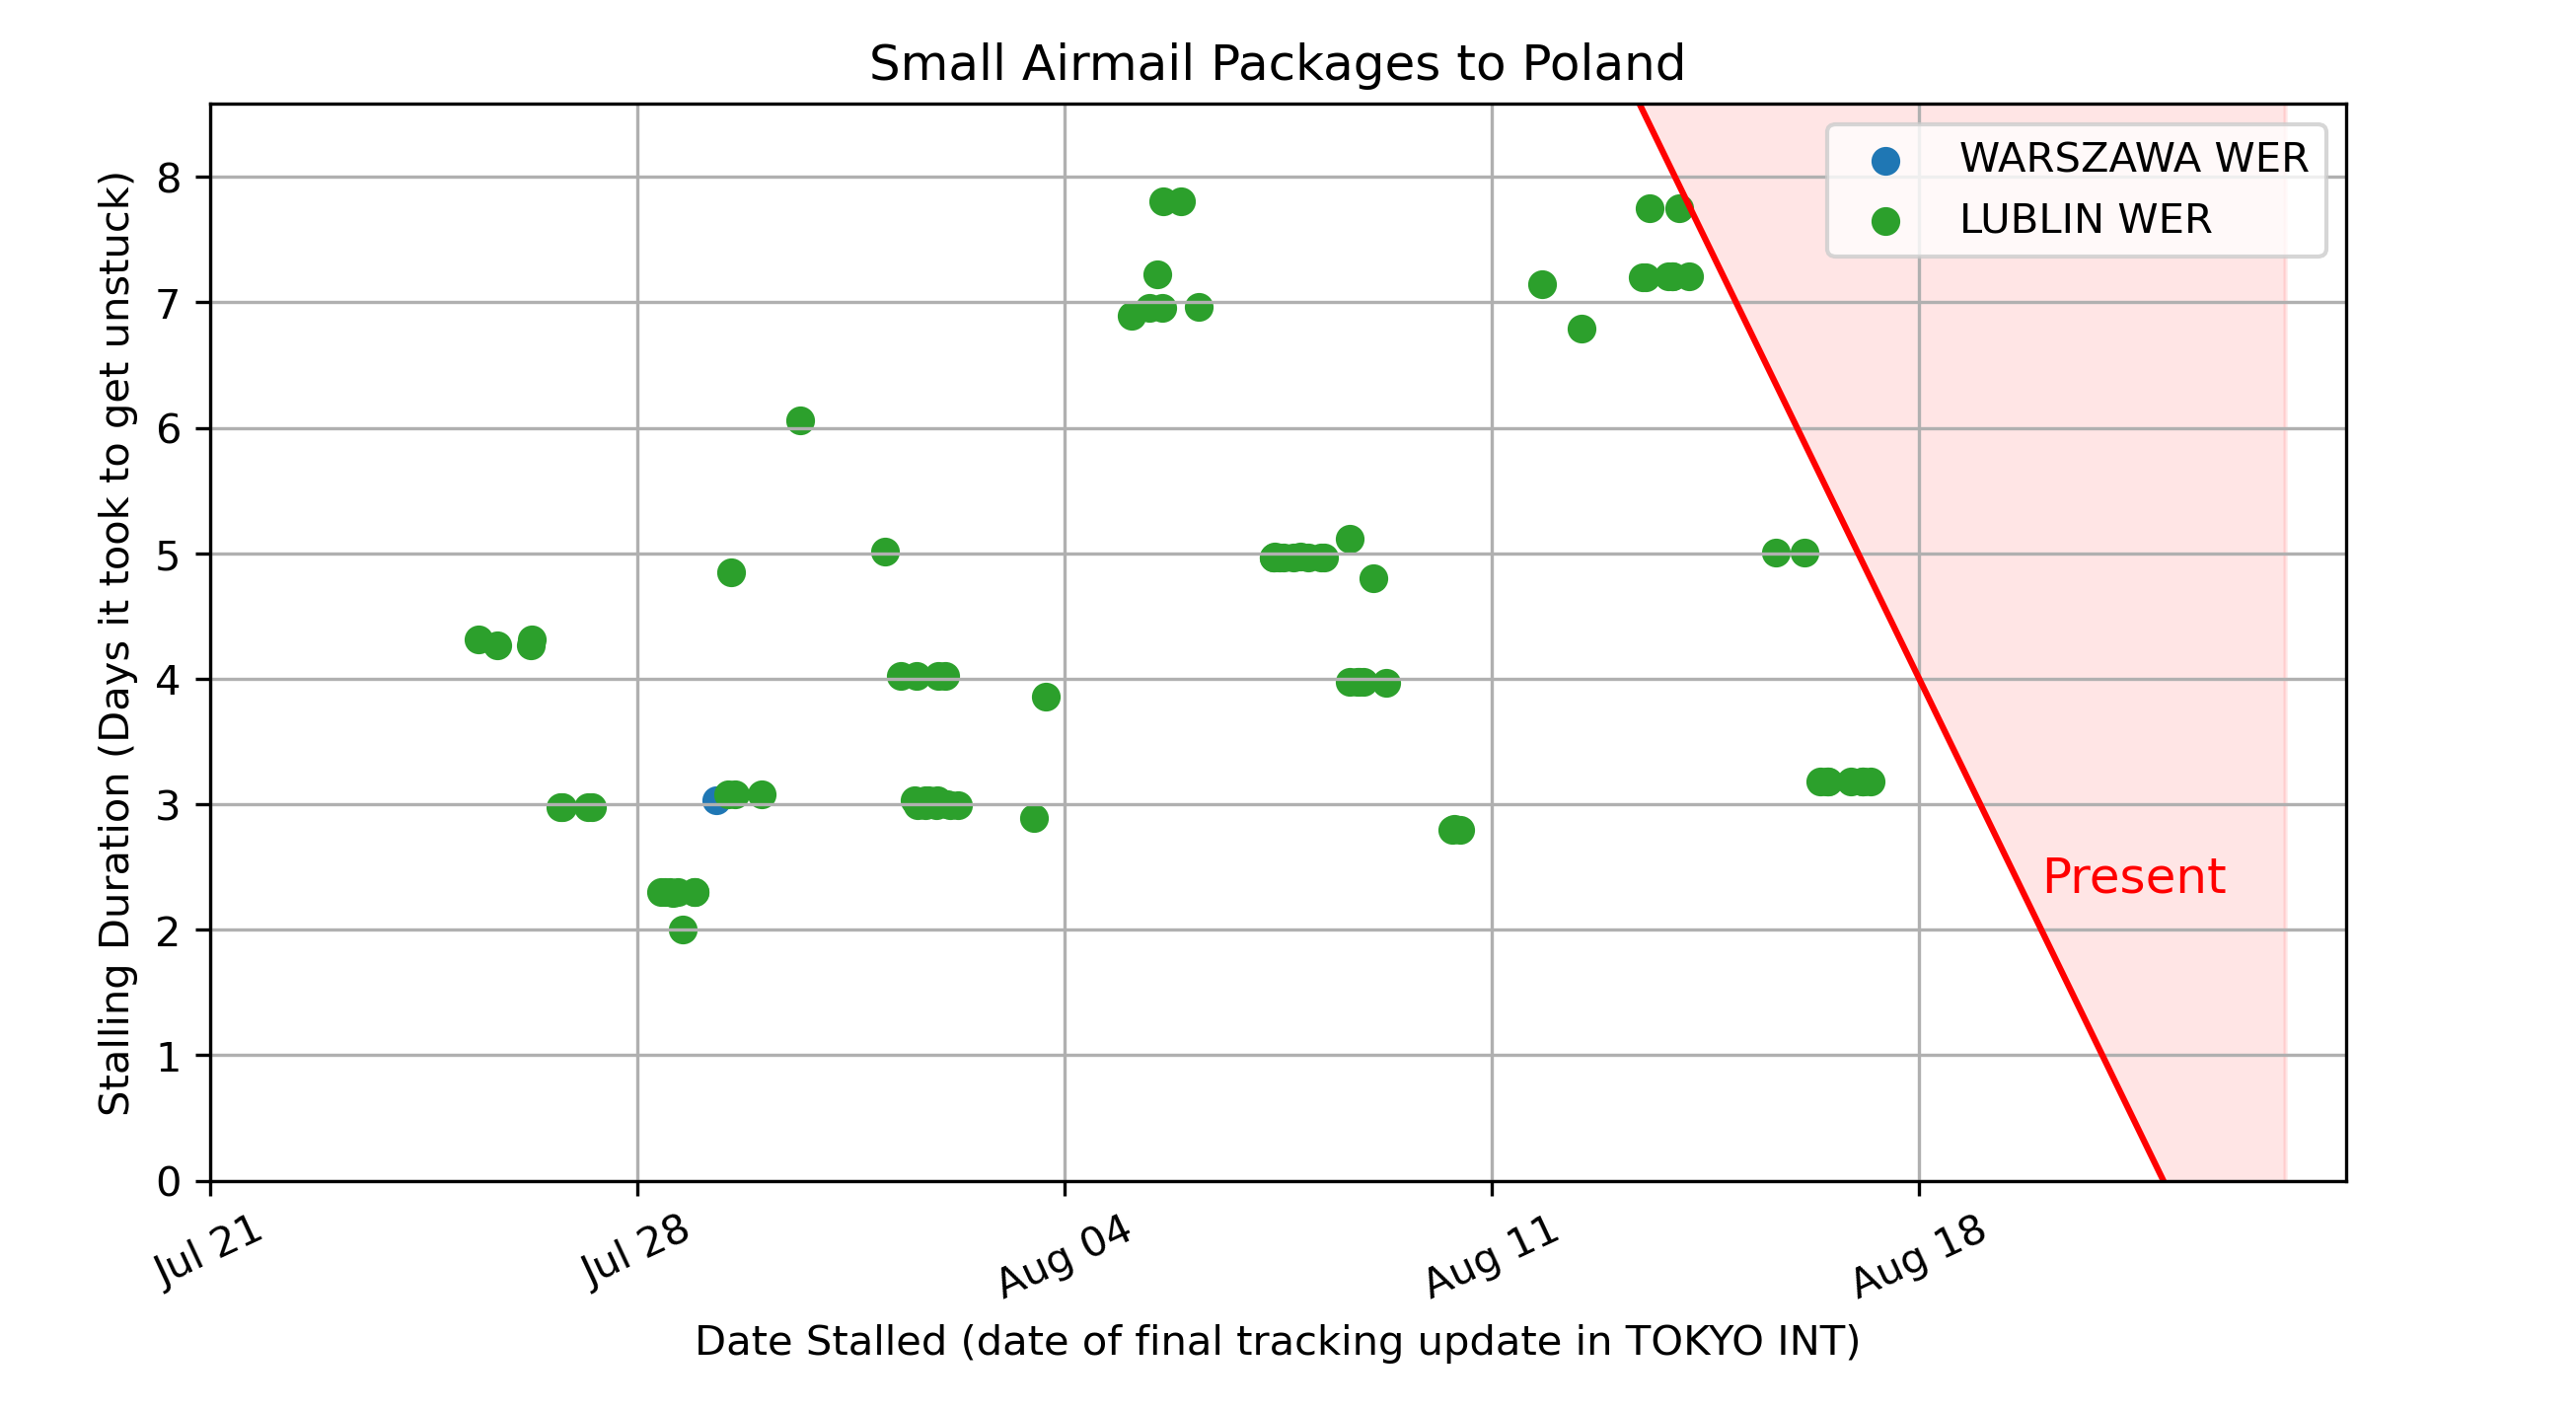 Small Airmail Packages to Poland
Stalling Duration (Days it took to get unstuck)
8
7
6
5
4
3
2
1
0
WARSZAWA WER
LUBLIN WER
Present
Jul 21
Jul 28
Aug 04
Aug 11
Aug 18
Date Stalled (date of final tracking update in TOKYO INT)